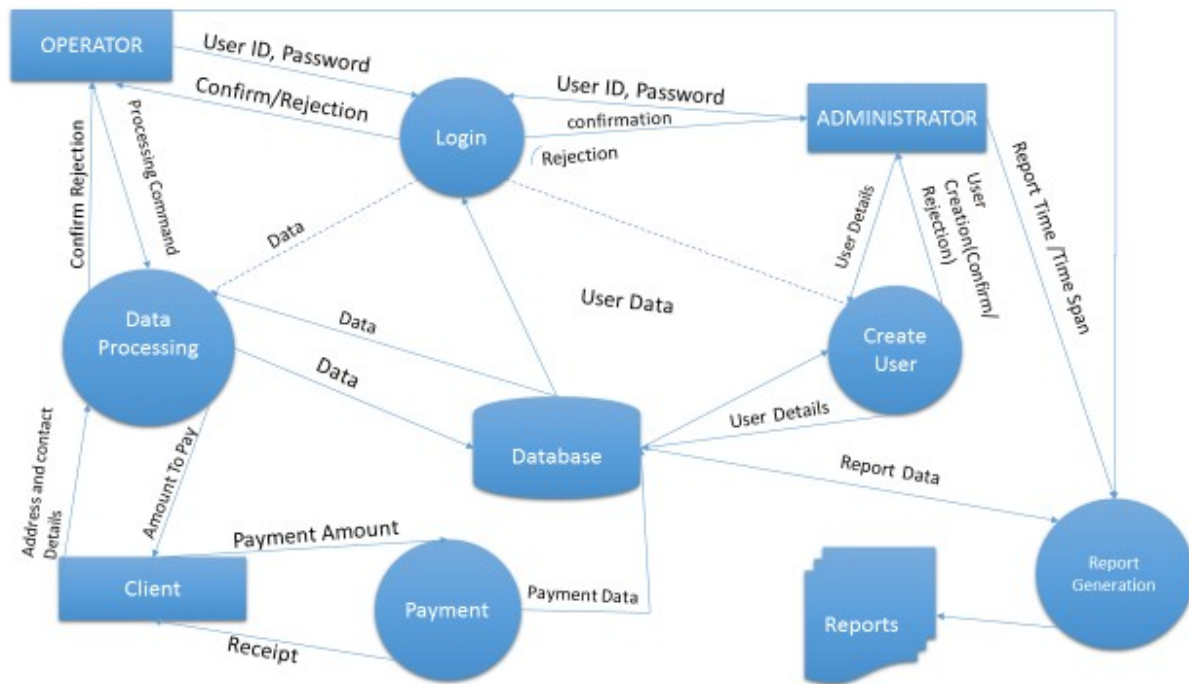 OPERATOR
User ID, Password
Confirm/Rejection
User ID, Password
confirmation
Rejection
Login
ADMINISTRATOR
Confirm Rejection
Processing Command
Data
User Details
User
Creation(Confirm/
Rejection)
Report Time /Time Span
Data
Processing
Data
User Data
Create
User
Data
User Details
Database
Report Data
Address and contact
Details
Amount To Pay
Payment Amount
Client
Payment
Payment Data
Receipt
Reports
Report
Generation